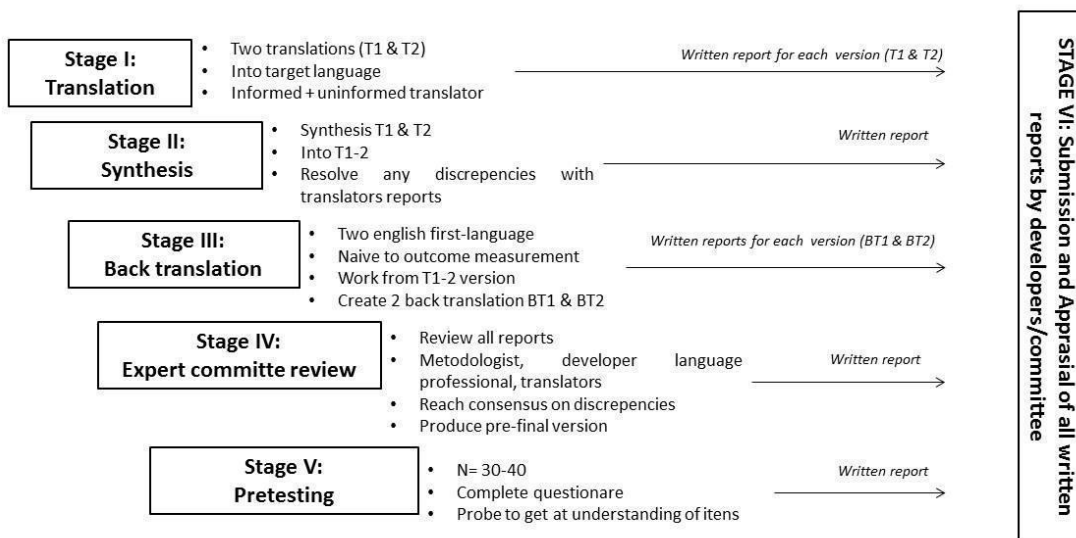 Stage I:
Translation
• Two translations (T1 & T2)
• Into target language
• Informed + uninformed translator
Written report for each version (T1 & T2)
Stage II:
Synthesis
• Synthesis T1 & T2
• Into T1-2
• Resolve any discrepencies with
translators reports
Written report
Stage III:
Back translation
• Two english first-language
• Naive to outcome measurement
• Work from T1-2 version
• Create 2 back translation BT1 & BT2
Written reports for each version (BT1 & BT2)
Stage IV:
Expert committe review
• Review all reports
• Metodologist, developer language
professional, translators
• Reach consensus on discrepencies
• Produce pre-final version
Written report
Stage V:
Pretesting
• N= 30-40
• Complete questionare
• Probe to get at understanding of itens
Written report
STAGE VI: Submission and Apprasial of all written
reports by developers/committee